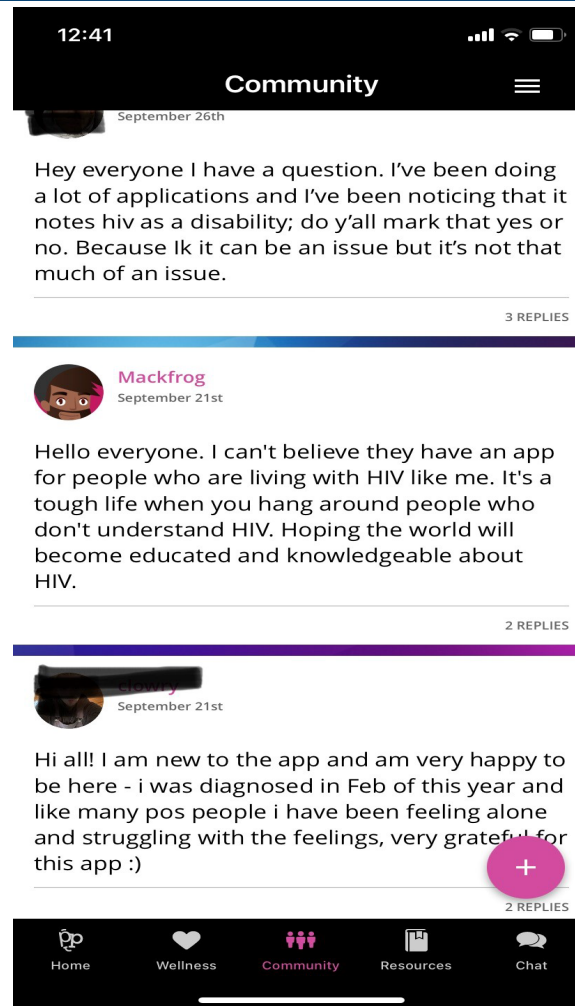 12:41
Community
September 26th
Hey everyone I have a question. I’ve been doing
a lot of applications and I’ve been noticing that it
notes hiv as a disability; do y’all mark that yes or
no. Because Ik it can be an issue but it’s not that
much of an issue.
3 REPLIES
Mackfrog
September 21st
Hello everyone. I can't believe they have an app
for people who are living with HIV like me. It's a
tough life when you hang around people who
don't understand HIV. Hoping the world will
become educated and knowledgeable about
HIV.
2 REPLIES
September 21st
Hi all! I am new to the app and am very happy to
be here - i was diagnosed in Feb of this year and
like many pos people i have been feeling alone
and struggling with the feelings, very grateful for
this app :)
2 REPLIES
Home Wellness Community Resources Chat